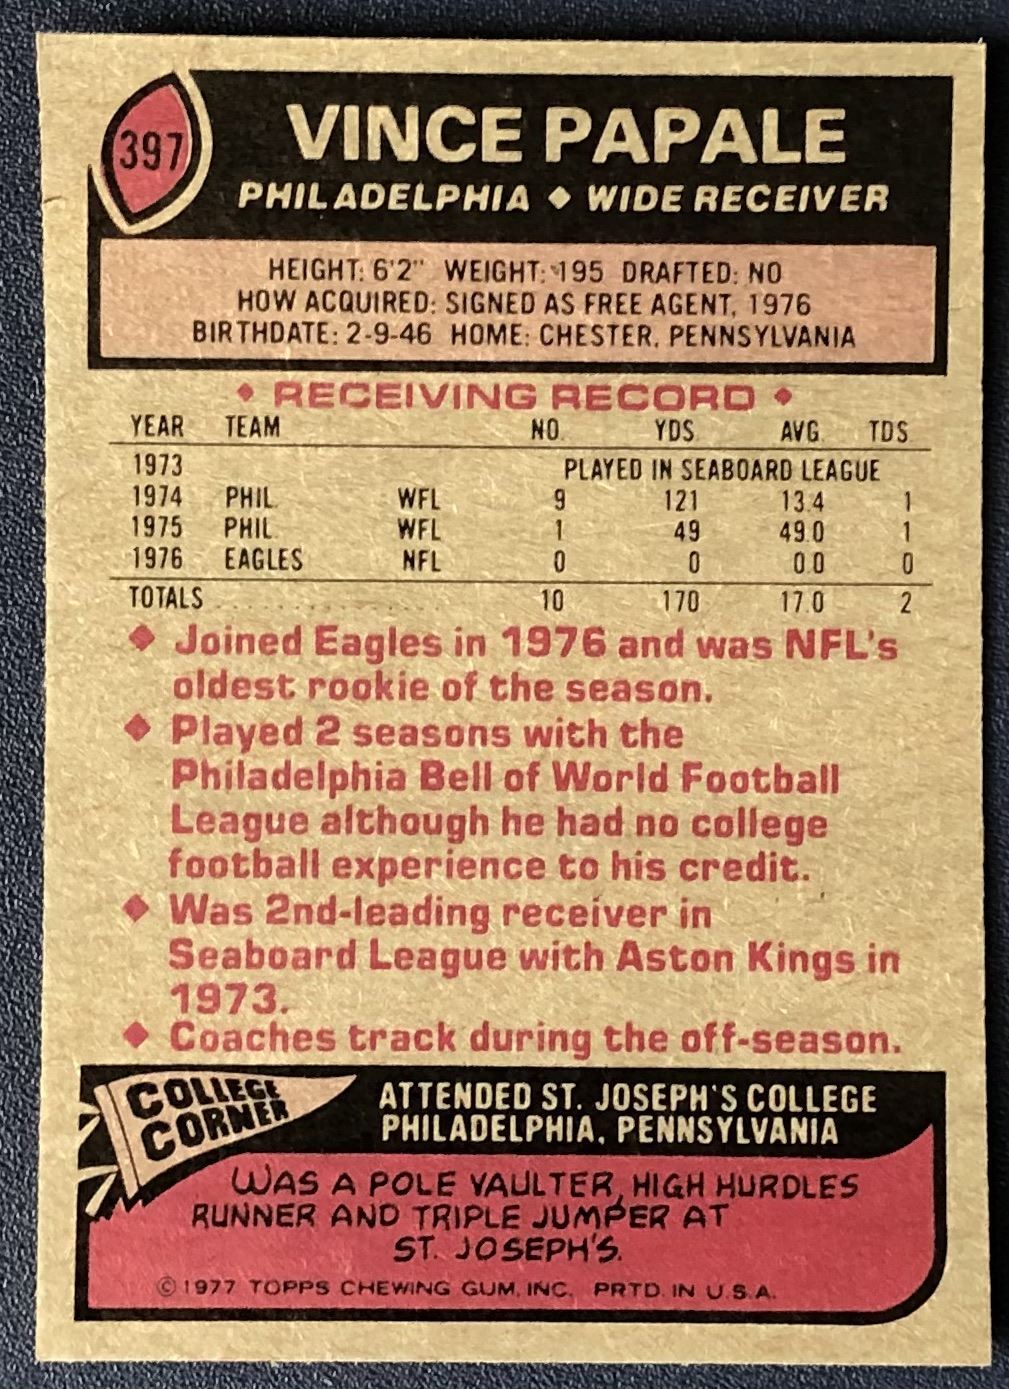 397
VINCE PAPALE
PHILADELPHIA ◆ WIDE RECEIVER
HEIGHT: 6'2" WEIGHT: 195 DRAFTED: NO
HOW ACQUIRED: SIGNED AS FREE AGENT, 1976
BIRTHDATE: 2-9-46 HOME: CHESTER, PENNSYLVANIA
◆ RECEIVING RECORD ◆
YEAR TEAM NO. YDS. AVG. TDS.
1973 PLAYED IN SEABOARD LEAGUE
1974 PHIL. WFL 9 121 13.4 1
1975 PHIL. WFL 1 49 49.0 1
1976 EAGLES NFL 0 0 0.0 0
TOTALS .................... 10 170 17.0 2
◆ Joined Eagles in 1976 and was NFL's
oldest rookie of the season.
◆ Played 2 seasons with the
Philadelphia Bell of World Football
League although he had no college
football experience to his credit.
◆ Was 2nd-leading receiver in
Seaboard League with Aston Kings in
1973.
◆ Coaches track during the off-season.
COLLEGE
CORNER
ATTENDED ST. JOSEPH'S COLLEGE
PHILADELPHIA, PENNSYLVANIA
WAS A POLE VAULTER, HIGH HURDLES
RUNNER AND TRIPLE JUMPER AT
ST. JOSEPH'S.
© 1977 TOPPS CHEWING GUM, INC. PRTD. IN U.S.A.